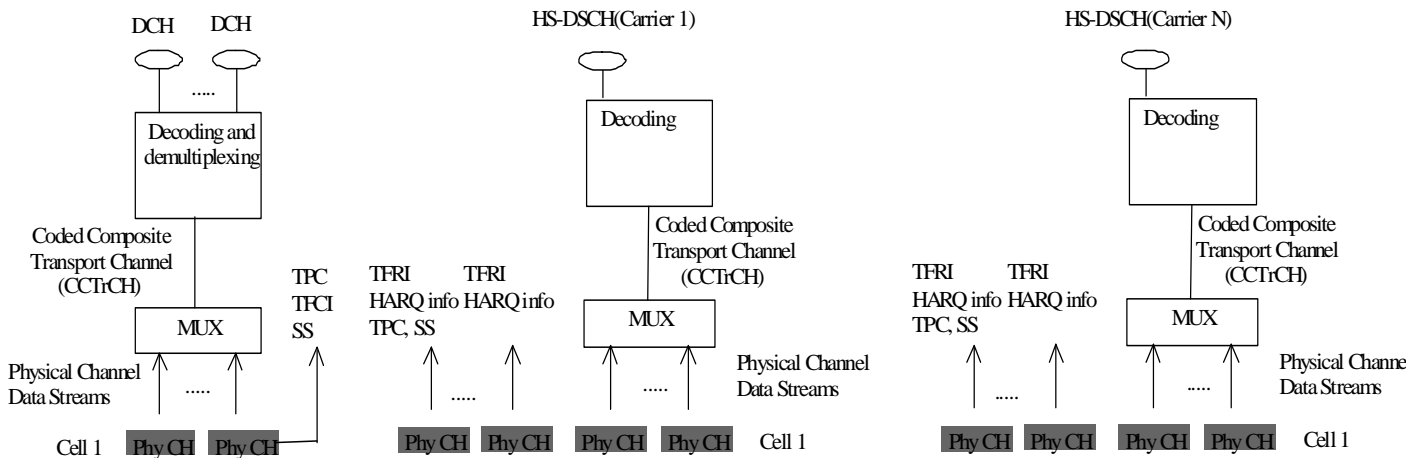 DCH DCH
.....
Decoding and
demultiplexing
Coded Composite
Transport Channel
(CCTrCH)
MUX
TPC
TFCI
SS
Physical Channel
Data Streams
.....
Cell 1 Phy CH Phy CH
HS-DSCH(Carrier 1)
Decoding
Coded Composite
Transport Channel
(CCTrCH)
TFRI TFRI
HARQ info HARQ info
TPC, SS
MUX
Physical Channel
Data Streams
..... .....
Phy CH Phy CH Phy CH Phy CH Cell 1
HS-DSCH(Carrier N)
Decoding
Coded Composite
Transport Channel
(CCTrCH)
TFRI TFRI
HARQ info HARQ info
TPC, SS
MUX
Physical Channel
Data Streams
..... .....
Phy CH Phy CH Phy CH Phy CH Cell 1